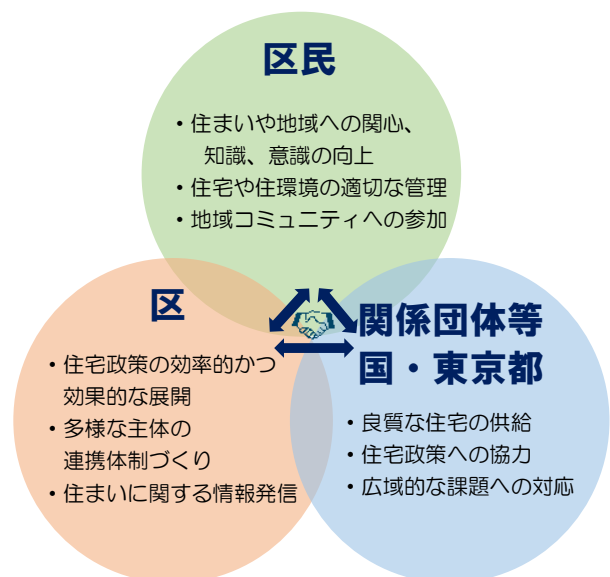 区民
・住まいや地域への関心、
知識、意識の向上
・住宅や住環境の適切な管理
・地域コミュニティへの参加
区
・住宅政策の効率的かつ
効果的な展開
・多様な主体の
連携体制づくり
・住まいに関する情報発信
関係団体等
国・東京都
・良質な住宅の供給
・住宅政策への協力
・広域的な課題への対応